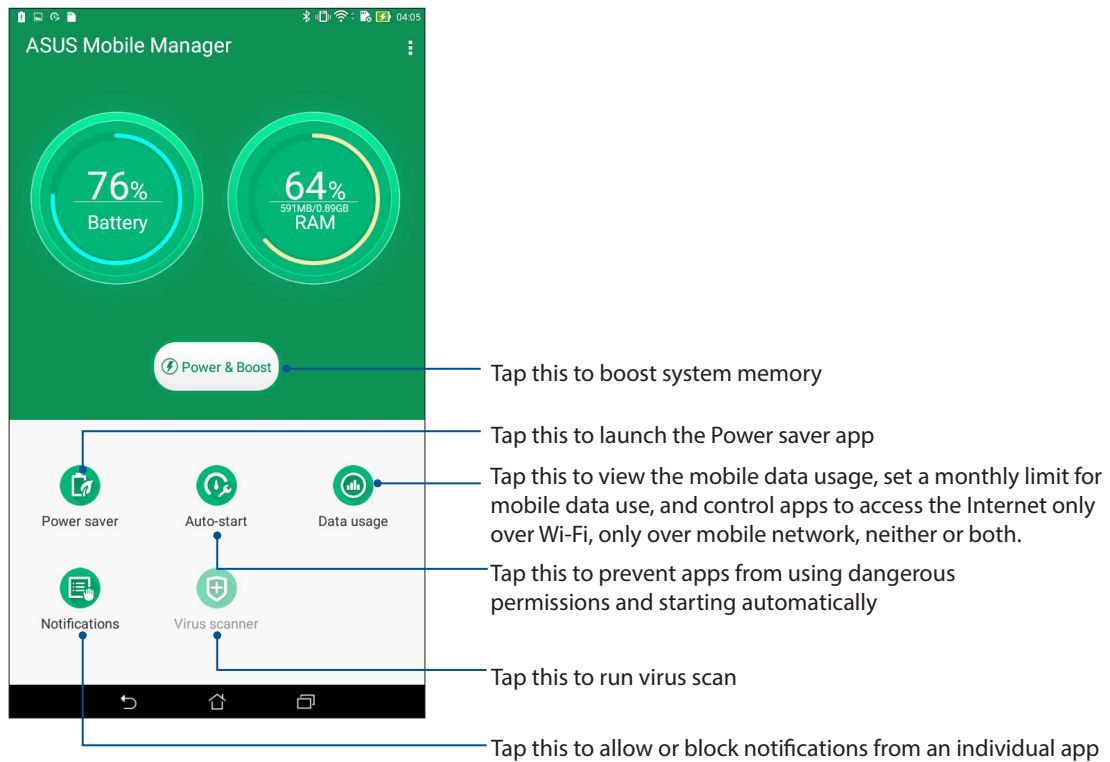 04:05
ASUS Mobile Manager
76%
Battery
64%
591MB/0.89GB
RAM
Power & Boost
Tap this to boost system memory
Tap this to launch the Power saver app
Tap this to view the mobile data usage, set a monthly limit for
mobile data use, and control apps to access the Internet only
over Wi-Fi, only over mobile network, neither or both.
Power saver
Auto-start
Data usage
Tap this to prevent apps from using dangerous
permissions and starting automatically
Notifications
Virus scanner
Tap this to run virus scan
Tap this to allow or block notifications from an individual app